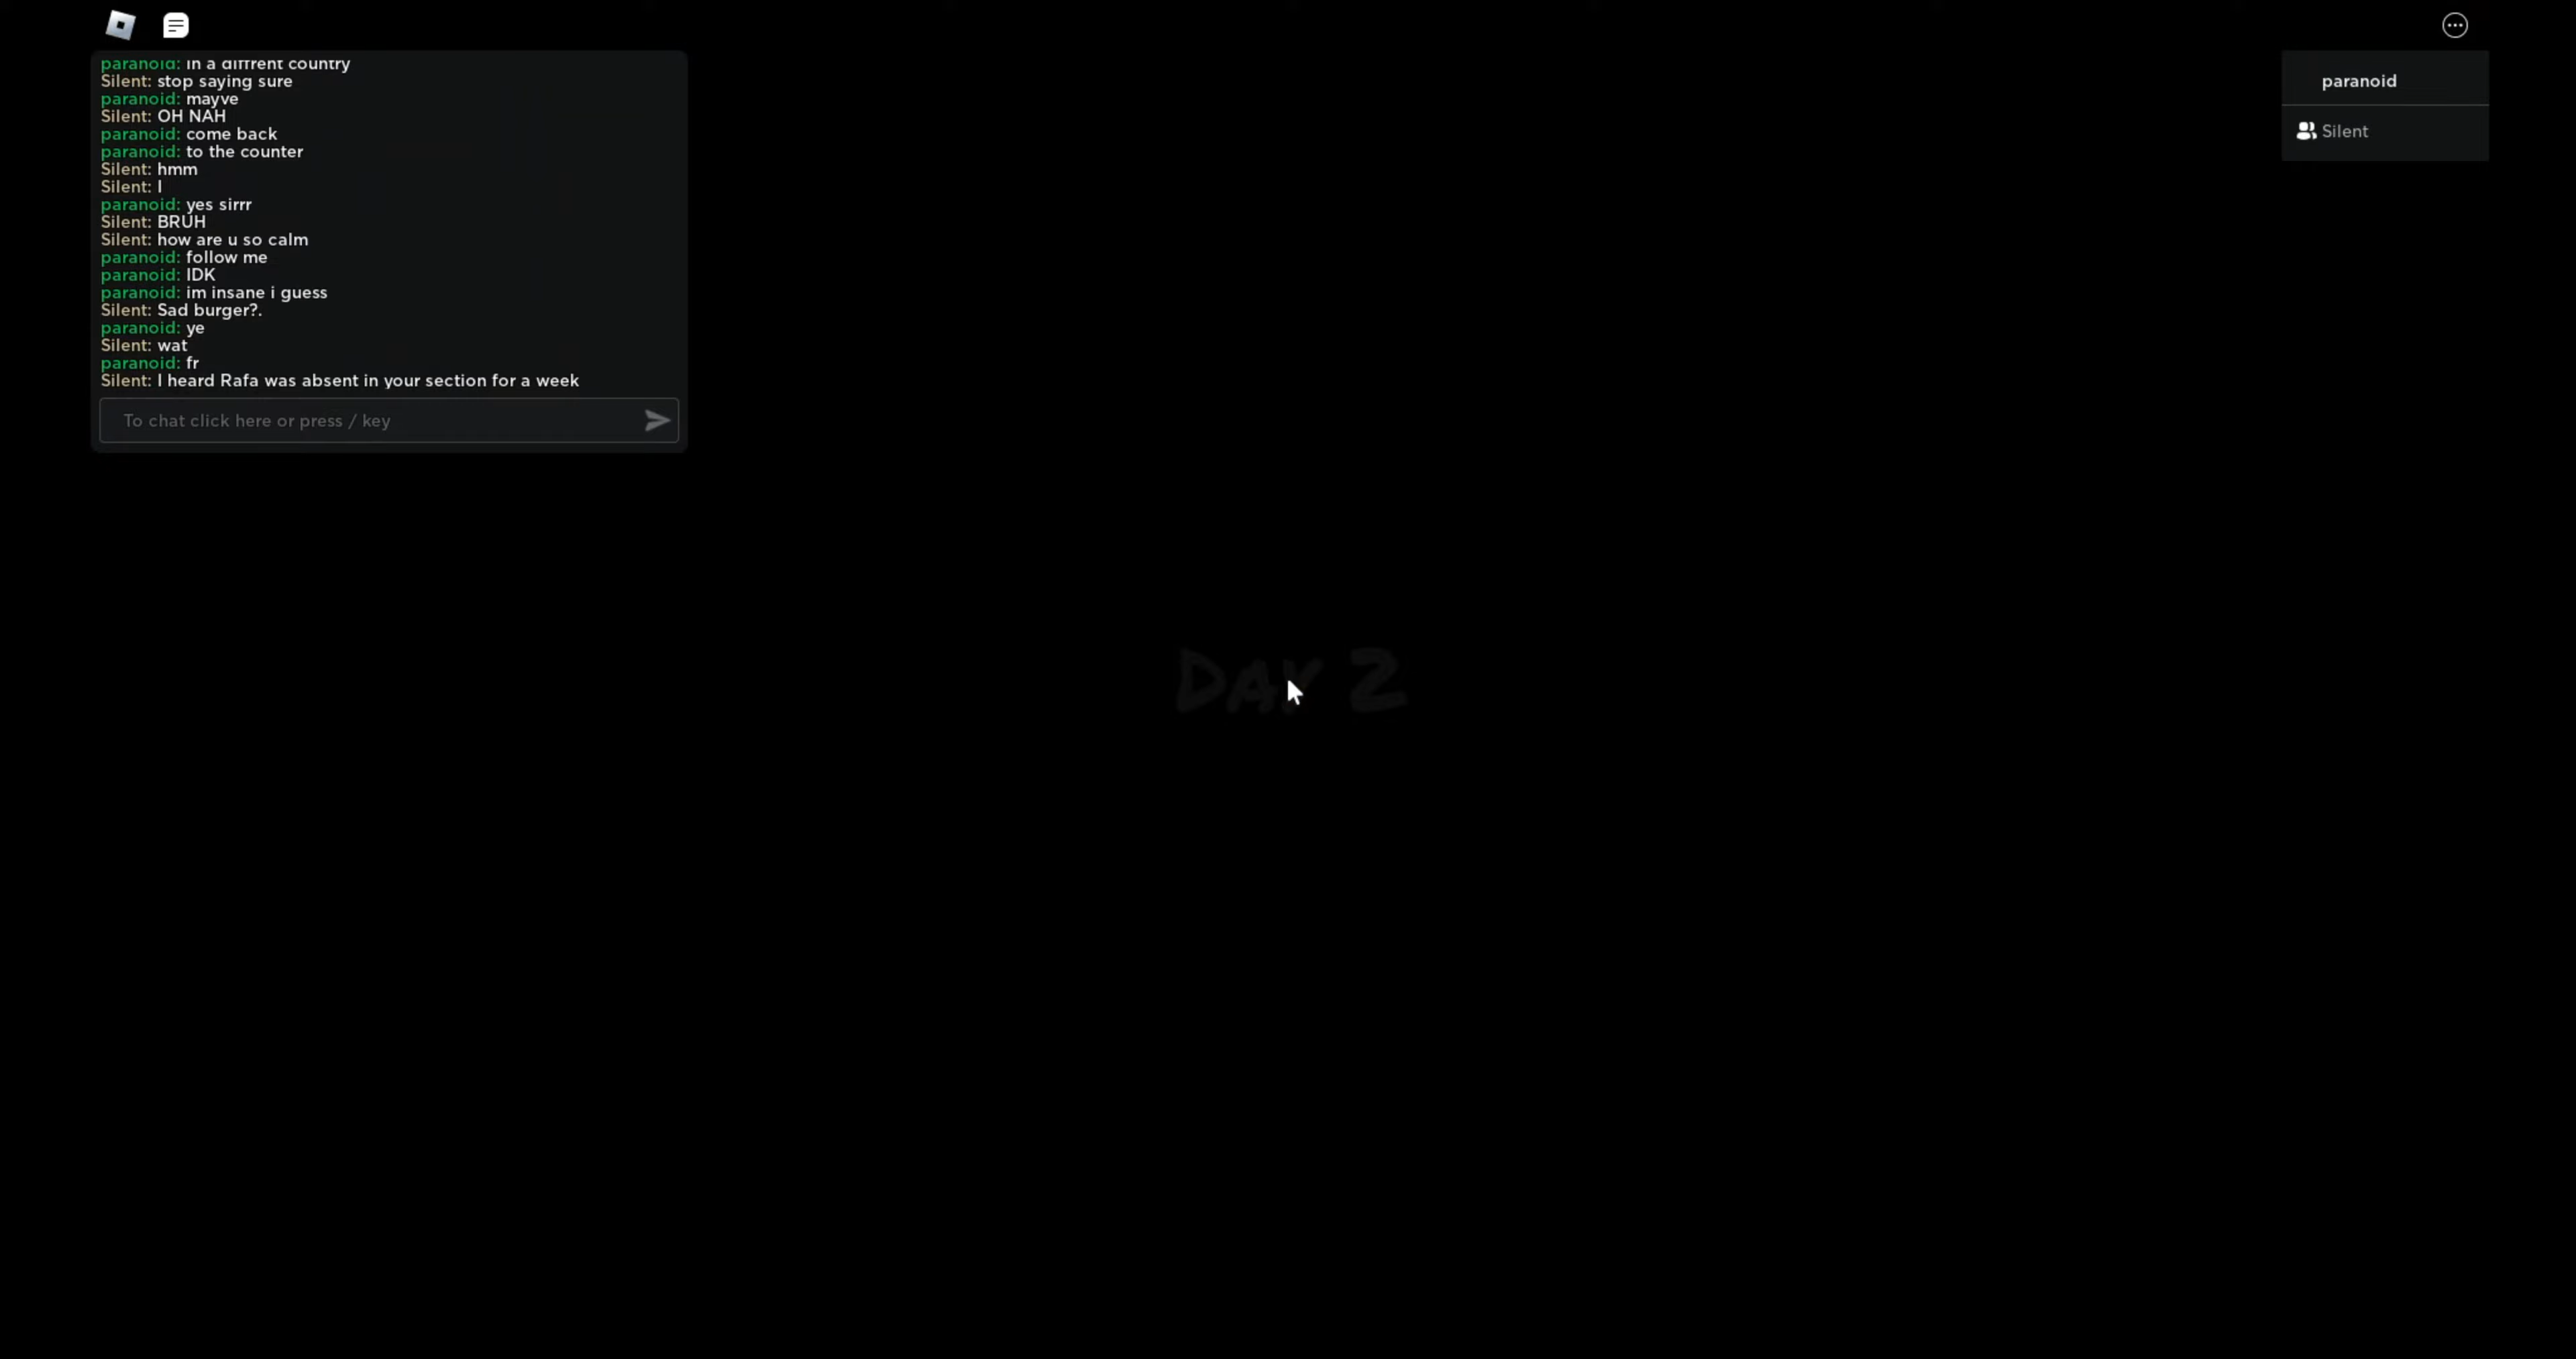 paranoid
paranoid: in a diffrent country
Silent: stop saying sure
paranoid: mayve
Silent: OH NAH
paranoid: come back
paranoid: to the counter
Silent
Silent: hmm
Silent: I
paranoid: yes sirrr
Silent: BRUH
Silent: how are u so calm
paranoid: follow me
paranoid: IDK
paranoid: im insane i guess
Silent: Sad burger?.
paranoid: ye
Silent: wat
paranoid: fr
Silent: I heard Rafa was absent in your section for a week
To chat click here or press / key
DAY 2